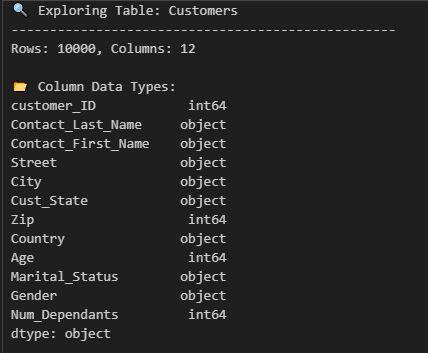 🔍 Exploring Table: Customers
--------------------------------------------------
Rows: 10000, Columns: 12
📂 Column Data Types:
customer_ID            int64
Contact_Last_Name     object
Contact_First_Name    object
Street                object
City                  object
Cust_State            object
Zip                    int64
Country               object
Age                    int64
Marital_Status        object
Gender                object
Num_Dependants         int64
dtype: object